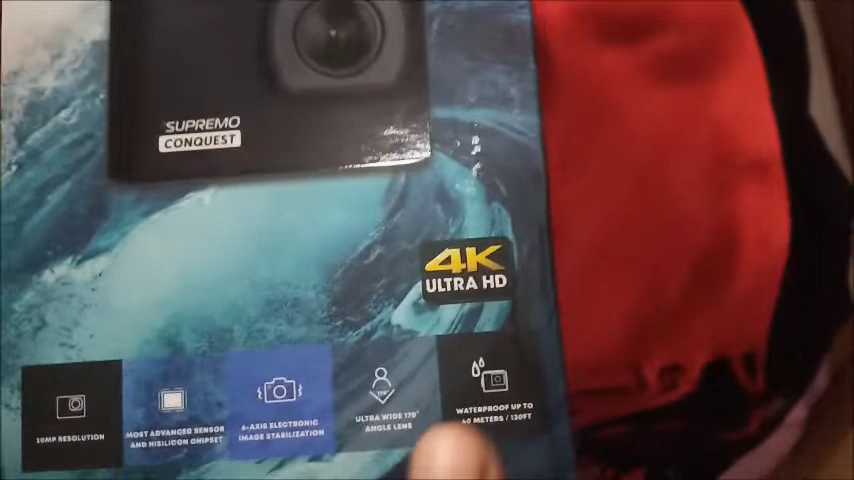 SUPREMO
CONQUEST
4K
ULTRA HD
20MP RESOLUTION
MOST ADVANCED SENSOR
AND HISILICON CHIPSET
6-AXIS ELECTRONIC
IMAGE STABILIZATION
170°
ULTRA WIDE 170°
ANGLE LENS
WATERPROOF UP TO
40 METERS / 130FT